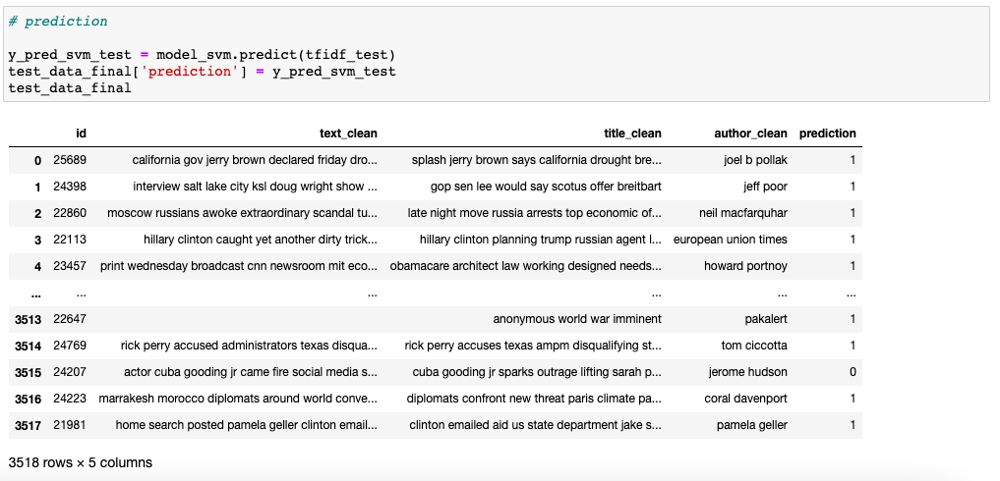 # prediction
y_pred_svm_test = model_svm.predict(tfidf_test)
test_data_final['prediction'] = y_pred_svm_test
test_data_final
id text_clean title_clean author_clean prediction
0 25689 california gov jerry brown declared friday dro... splash jerry brown says california drought bre... joel b pollak 1
1 24398 interview salt lake city ksl doug wright show ... gop sen lee would say scotus offer breitbart jeff poor 1
2 22860 moscow russians awoke extraordinary scandal tu... late night move russia arrests top economic of... neil macfarquhar 1
3 22113 hillary clinton caught yet another dirty trick... hillary clinton planning trump russian agent l... european union times 1
4 23457 print wednesday broadcast cnn newsroom mit eco... obamacare architect law working designed needs... howard portnoy 1
... ... ... ... ... ...
3513 22647 anonymous world war imminent pakalert 1
3514 24769 rick perry accused administrators texas disqua... rick perry accuses texas ampm disqualifying st... tom ciccotta 1
3515 24207 actor cuba gooding jr came fire social media s... cuba gooding jr sparks outrage lifting sarah p... jerome hudson 0
3516 24223 marrakesh morocco diplomats around world conve... diplomats confront new threat paris climate pa... coral davenport 1
3517 21981 home search posted pamela geller clinton email... clinton emailed aid us state department jake s... pamela geller 1
3518 rows × 5 columns